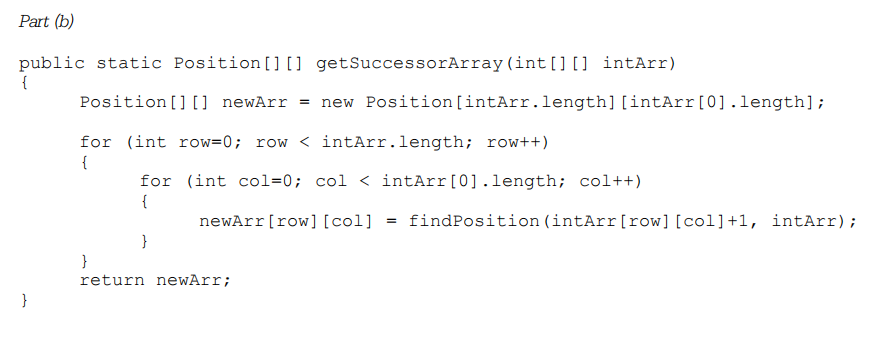 Part (b)
public static Position[][] getSuccessorArray(int[][] intArr)
{
Position[][] newArr = new Position[intArr.length][intArr[0].length];
for (int row=0; row < intArr.length; row++)
{
for (int col=0; col < intArr[0].length; col++)
{
newArr[row][col] = findPosition(intArr[row][col]+1, intArr);
}
}
return newArr;
}